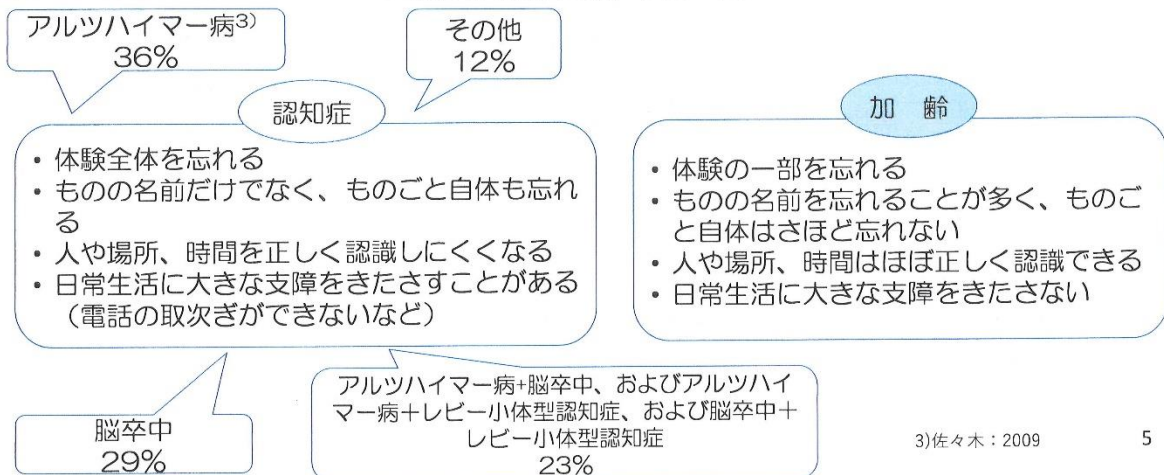 アルツハイマー病3)
36%
その他
12%
認知症
・体験全体を忘れる
・ものの名前だけでなく、ものごと自体も忘れ
る
・人や場所、時間を正しく認識しにくくなる
・日常生活に大きな支障をきたさすことがある
（電話の取次ぎができないなど）
脳卒中
29%
アルツハイマー病+脳卒中、およびアルツハイ
マー病＋レビー小体型認知症、および脳卒中＋
レビー小体型認知症
23%
加 齢
・体験の一部を忘れる
・ものの名前を忘れることが多く、ものご
と自体はさほど忘れない
・人や場所、時間はほぼ正しく認識できる
・日常生活に大きな支障をきたさない
3)佐々木：2009
5